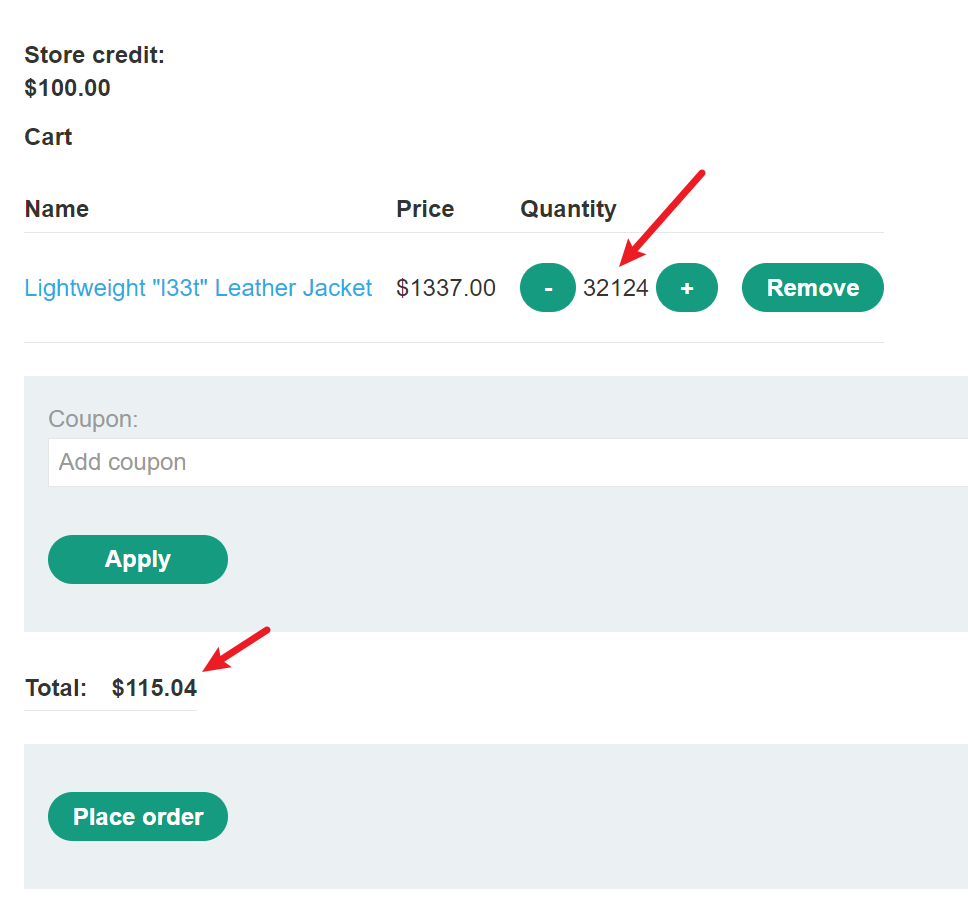 Store credit:
$100.00
Cart
Name Price Quantity
Lightweight "l33t" Leather Jacket $1337.00 - 32124 + Remove
Coupon:
Add coupon
Apply
Total: $115.04
Place order